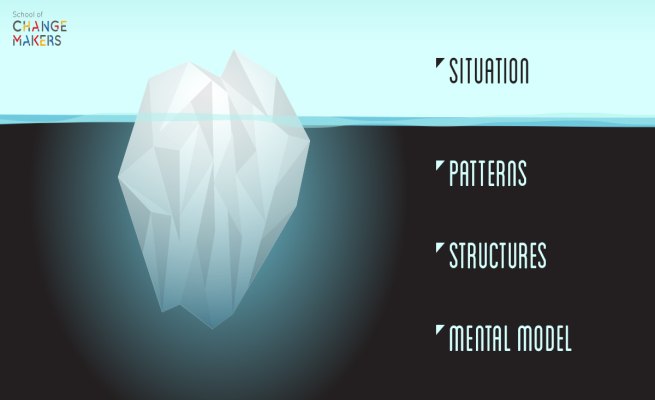 School of
CHANGE
MAKERS
SITUATION
PATTERNS
STRUCTURES
MENTAL MODEL